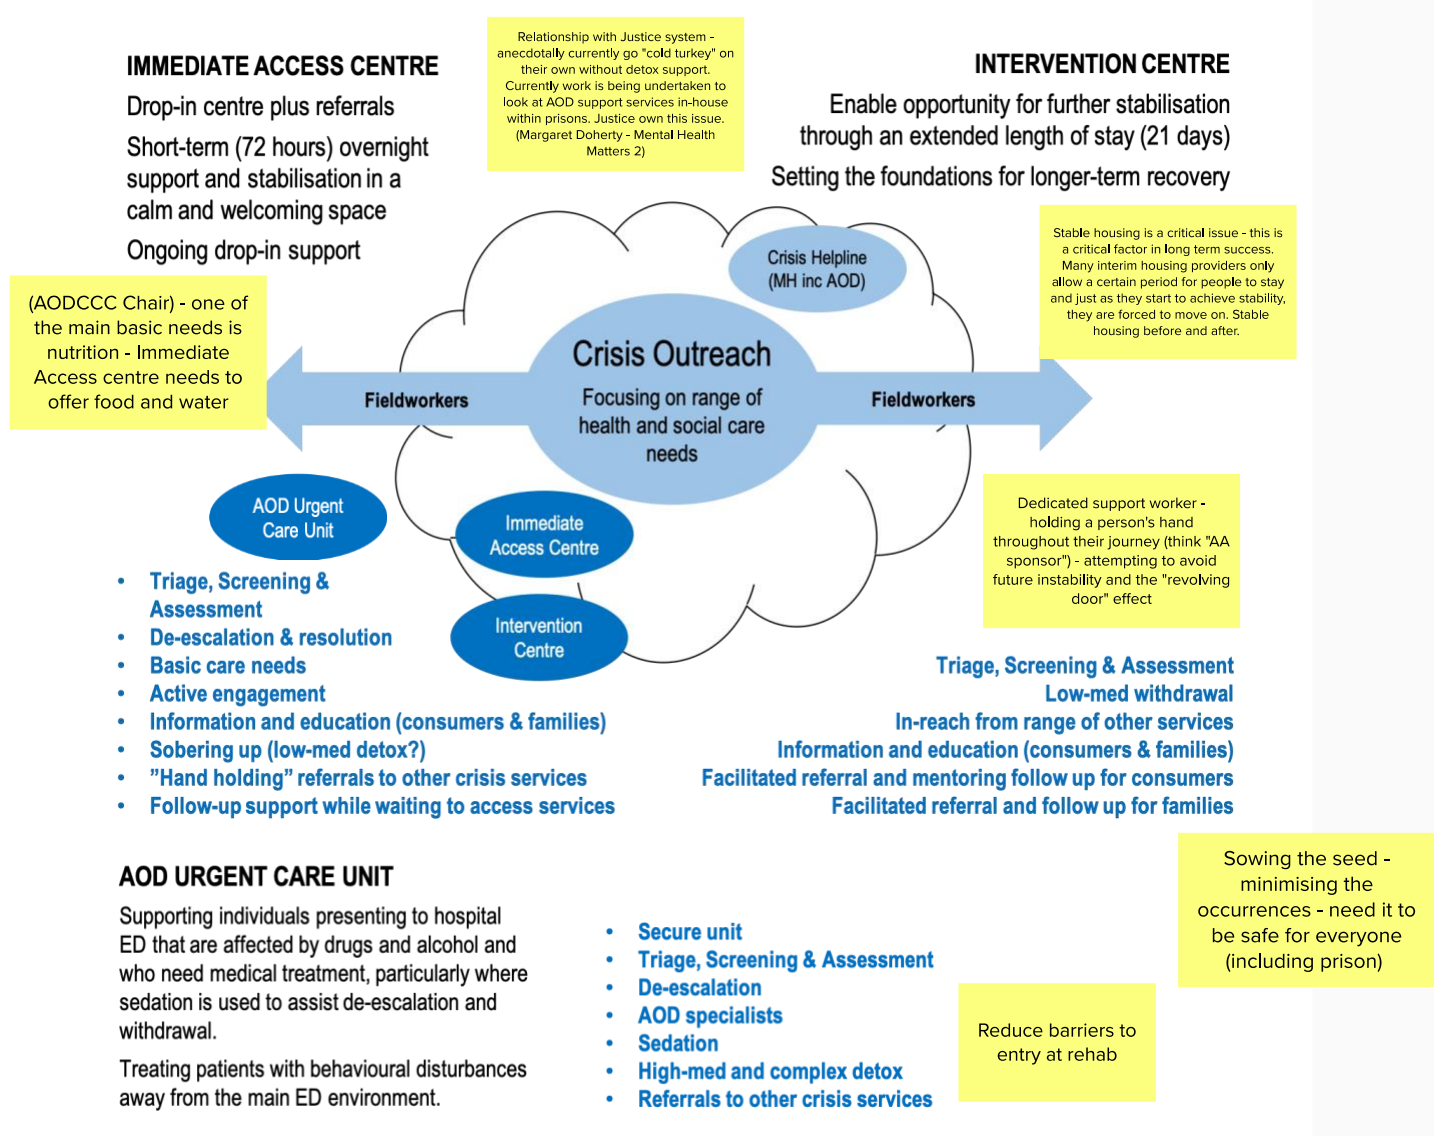 IMMEDIATE ACCESS CENTRE
Drop-in centre plus referrals
Short-term (72 hours) overnight
support and stabilisation in a
calm and welcoming space
Ongoing drop-in support
Relationship with Justice system -
anecdotally currently go "cold turkey" on
their own without detox support.
Currently work is being undertaken to
look at AOD support services in-house
within prisons. Justice own this issue.
(Margaret Doherty - Mental Health
Matters 2)
INTERVENTION CENTRE
Enable opportunity for further stabilisation
through an extended length of stay (21 days)
Setting the foundations for longer-term recovery
Stable housing is a critical issue - this is
a critical factor in long term success.
Many interim housing providers only
allow a certain period for people to stay
and just as they start to achieve stability,
they are forced to move on. Stable
housing before and after.
(AODCCC Chair) - one of
the main basic needs is
nutrition - Immediate
Access centre needs to
offer food and water
Crisis Helpline
(MH inc AOD)
Crisis Outreach
Focusing on range of
health and social care
needs
Fieldworkers
Fieldworkers
AOD Urgent
Care Unit
Immediate
Access Centre
Intervention
Centre
Dedicated support worker -
holding a person's hand
throughout their journey (think "AA
sponsor") - attempting to avoid
future instability and the "revolving
door" effect
• Triage, Screening &
Assessment
• De-escalation & resolution
• Basic care needs
• Active engagement
• Information and education (consumers & families)
• Sobering up (low-med detox?)
• ”Hand holding” referrals to other crisis services
• Follow-up support while waiting to access services
Triage, Screening & Assessment
Low-med withdrawal
In-reach from range of other services
Information and education (consumers & families)
Facilitated referral and mentoring follow up for consumers
Facilitated referral and follow up for families
Sowing the seed -
minimising the
occurrences - need it to
be safe for everyone
(including prison)
AOD URGENT CARE UNIT
Supporting individuals presenting to hospital
ED that are affected by drugs and alcohol and
who need medical treatment, particularly where
sedation is used to assist de-escalation and
withdrawal.
Treating patients with behavioural disturbances
away from the main ED environment.
• Secure unit
• Triage, Screening & Assessment
• De-escalation
• AOD specialists
• Sedation
• High-med and complex detox
• Referrals to other crisis services
Reduce barriers to
entry at rehab